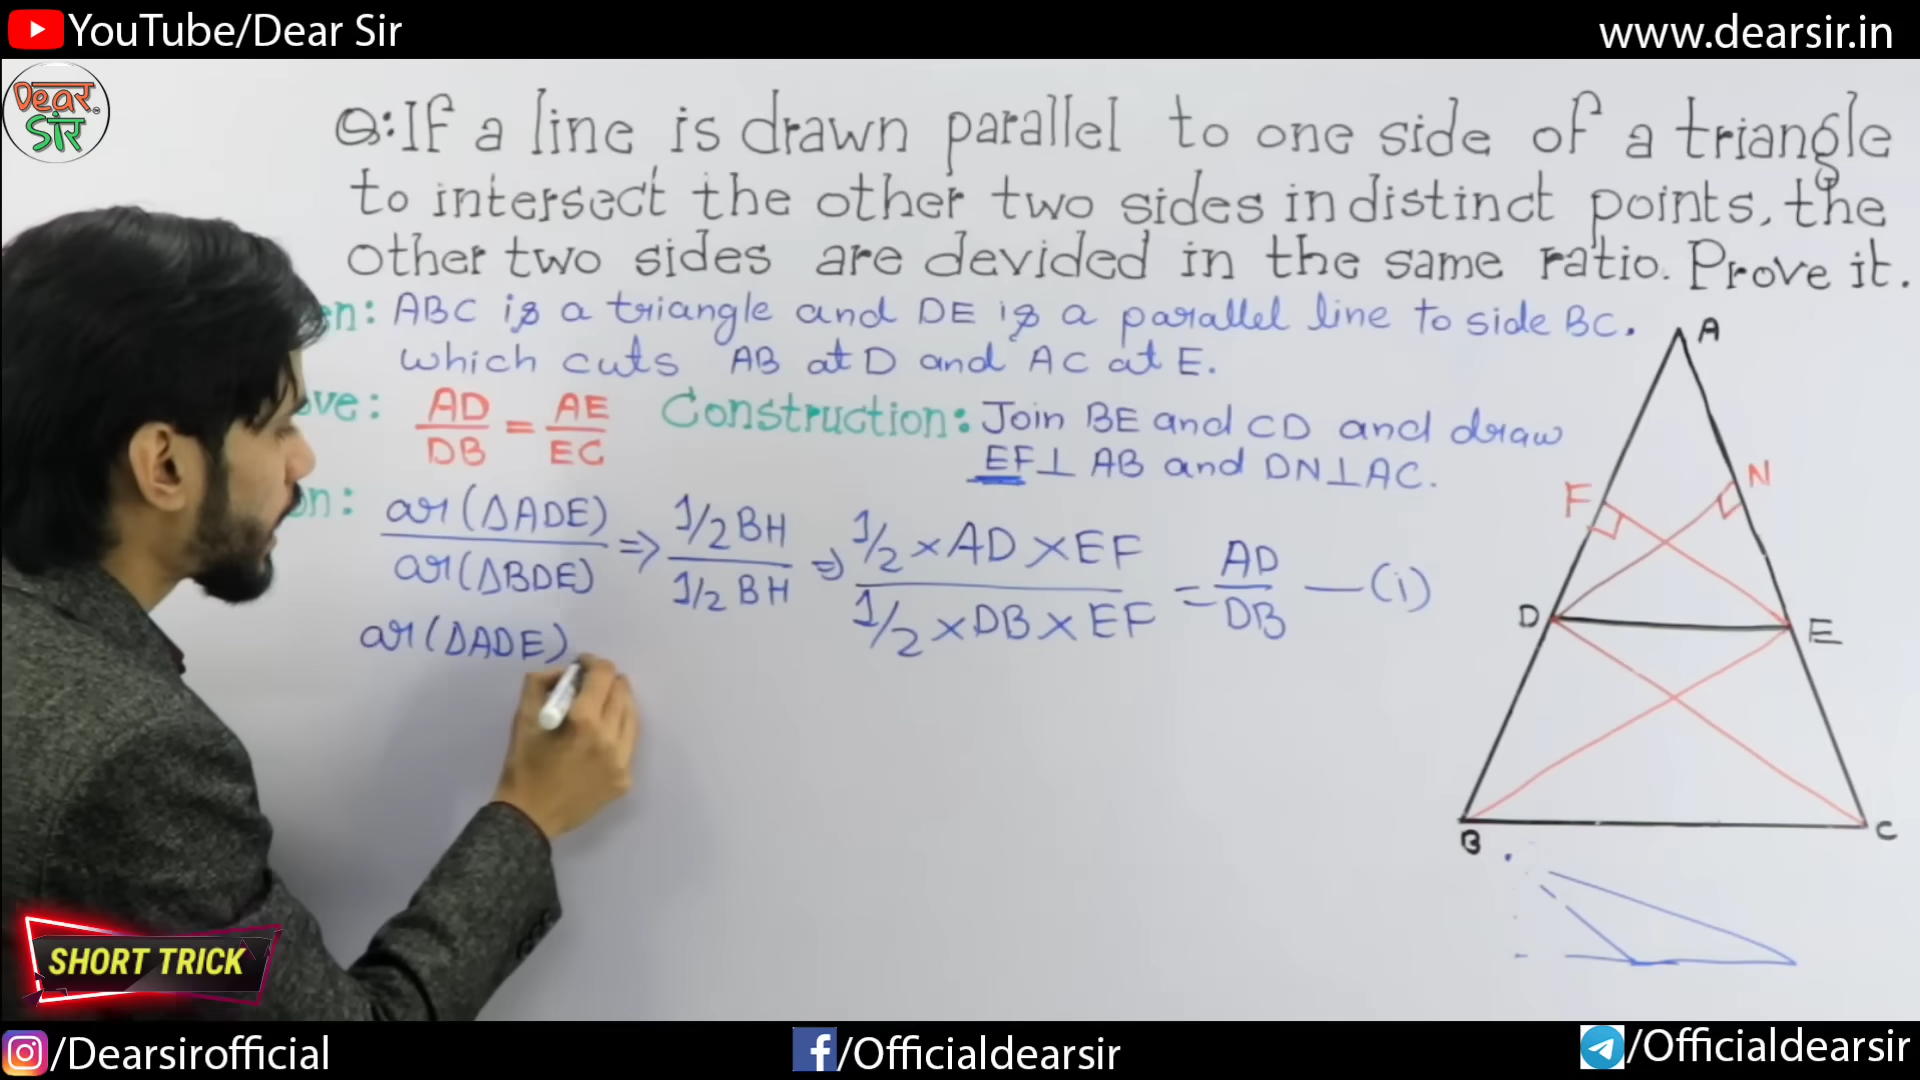 YouTube/Dear Sir
www.dearsir.in
Dear
सर
Q: If a line is drawn parallel to one side of a triangle
to intersect the other two sides in distinct points, the
other two sides are devided in the same ratio. Prove it.
en: ABC is a triangle and DE is a parallel line to side BC.
which cuts AB at D and AC at E.
ove: AD/DB = AE/EC
Construction: Join BE and CD and draw
EF⊥ AB and DN⊥AC.
on: ar(ΔADE)/ar(ΔBDE) => 1/2 BH/1/2 BH => 1/2 × AD × EF/1/2 × DB × EF = AD/DB — (i)
ar(ΔADE)
A
F
N
D
E
B
C
SHORT TRICK
/Dearsirofficial
/Officialdearsir
/Officialdearsir